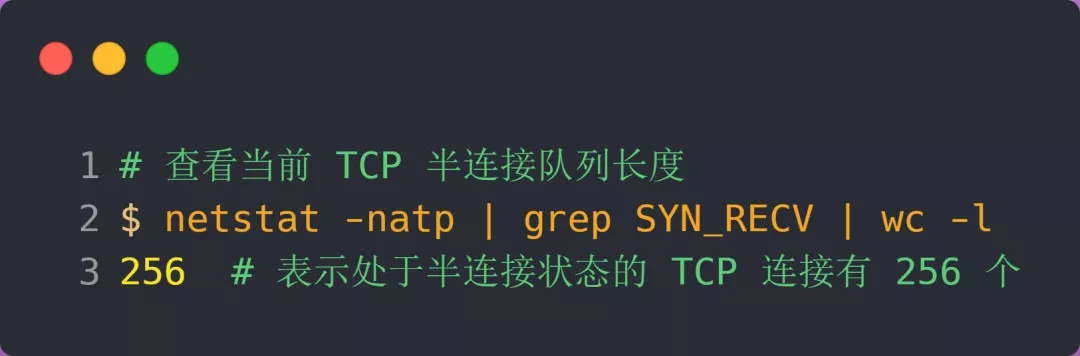 1 # 查看当前 TCP 半连接队列长度
2 $ netstat -natp | grep SYN_RECV | wc -l
3 256  # 表示处于半连接状态的 TCP 连接有 256 个